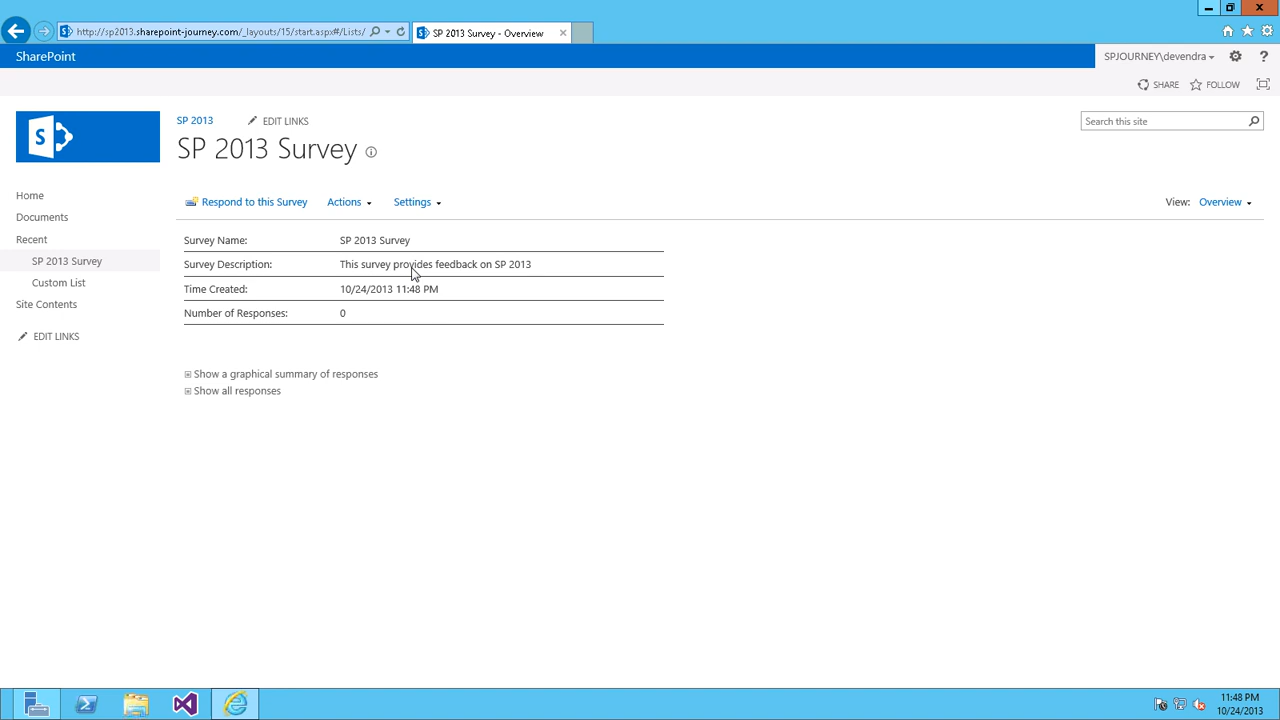 http://sp2013.sharepoint-journey.com/_layouts/15/start.aspx#/Lists/
SP 2013 Survey - Overview
SharePoint
SPJOURNEY\devendra
SHARE
FOLLOW
SP 2013
EDIT LINKS
Search this site
SP 2013 Survey
Home
Documents
Recent
SP 2013 Survey
Custom List
Site Contents
EDIT LINKS
Respond to this Survey
Actions
Settings
View: Overview
Survey Name: SP 2013 Survey
Survey Description: This survey provides feedback on SP 2013
Time Created: 10/24/2013 11:48 PM
Number of Responses: 0
Show a graphical summary of responses
Show all responses
11:48 PM
10/24/2013